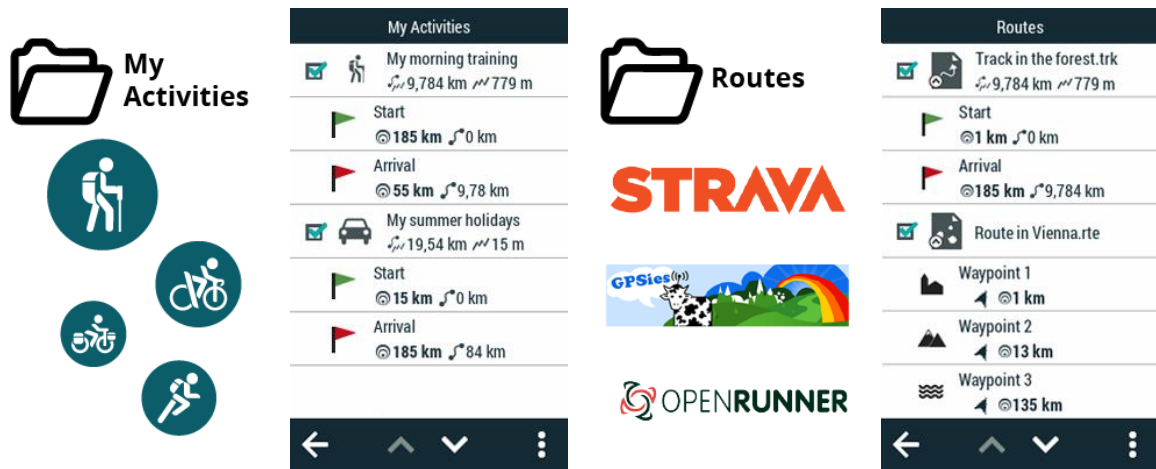 My
Activities
My Activities
My morning training
9,784 km 779 m
Start
185 km 0 km
Arrival
55 km 9,78 km
My summer holidays
19,54 km 15 m
Start
15 km 0 km
Arrival
185 km 84 km
Routes
STRAVA
GPSies
OPENRUNNER
Routes
Track in the forest.trk
9,784 km 779 m
Start
1 km 0 km
Arrival
185 km 9,784 km
Route in Vienna.rte
Waypoint 1
1 km
Waypoint 2
13 km
Waypoint 3
135 km